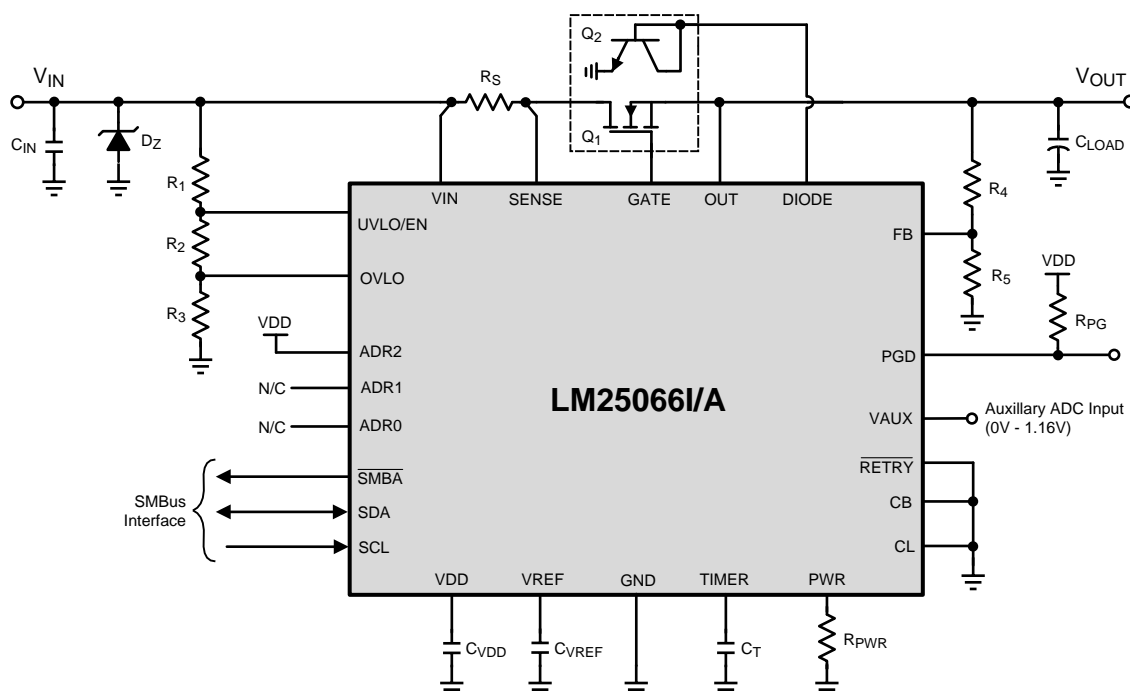 Q2
VIN
RS
VOUT
CIN
DZ
Q1
CLOAD
R1
VIN
SENSE
GATE
OUT
DIODE
R4
UVLO/EN
FB
R2
R5
VDD
OVLO
R3
VDD
RPG
ADR2
PGD
N/C
ADR1
LM25066I/A
N/C
ADR0
VAUX
Auxillary ADC Input
(0V - 1.16V)
SMBA
RETRY
SMBus
Interface
SDA
CB
SCL
CL
VDD
VREF
GND
TIMER
PWR
CVDD
CVREF
CT
RPWR